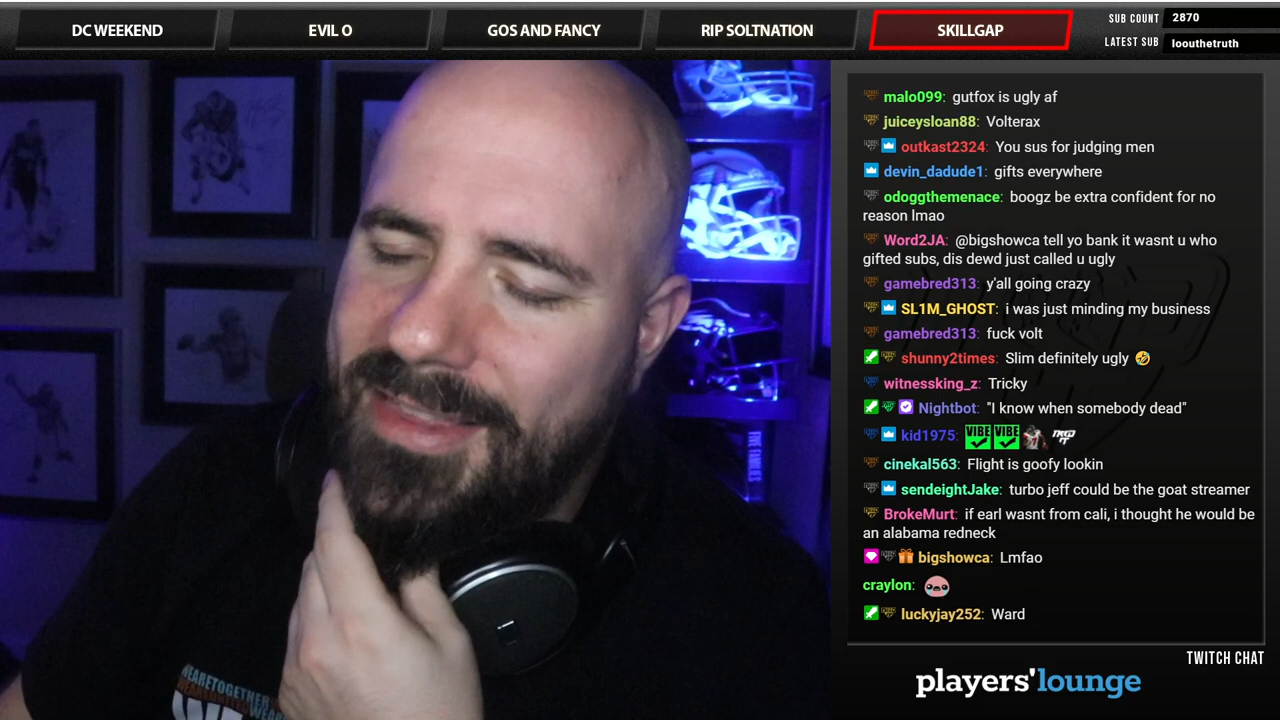 DC WEEKEND
EVIL O
GOS AND FANCY
RIP SOLTNATION
SKILLGAP
SUB COUNT 2870
LATEST SUB loouthetruth
malo099: gutfox is ugly af
juiceysloan88: Volterax
outkast2324: You sus for judging men
devin_dadude1: gifts everywhere
odoggthemenace: boogz be extra confident for no
reason lmao
Word2JA: @bigshowca tell yo bank it wasnt u who
gifted subs, dis dewd just called u ugly
gamebred313: y'all going crazy
SL1M_GHOST: i was just minding my business
gamebred313: fuck volt
shunny2times: Slim definitely ugly 🤣
witnessking_z: Tricky
Nightbot: "I know when somebody dead"
kid1975: VIBE VIBE
cinekal563: Flight is goofy lookin
sendeightJake: turbo jeff could be the goat streamer
BrokeMurt: if earl wasnt from cali, i thought he would be
an alabama redneck
bigshowca: Lmfao
craylon:
luckyjay252: Ward
TWITCH CHAT
players'lounge
FIVE FAMILIES
WEARETOGETHER